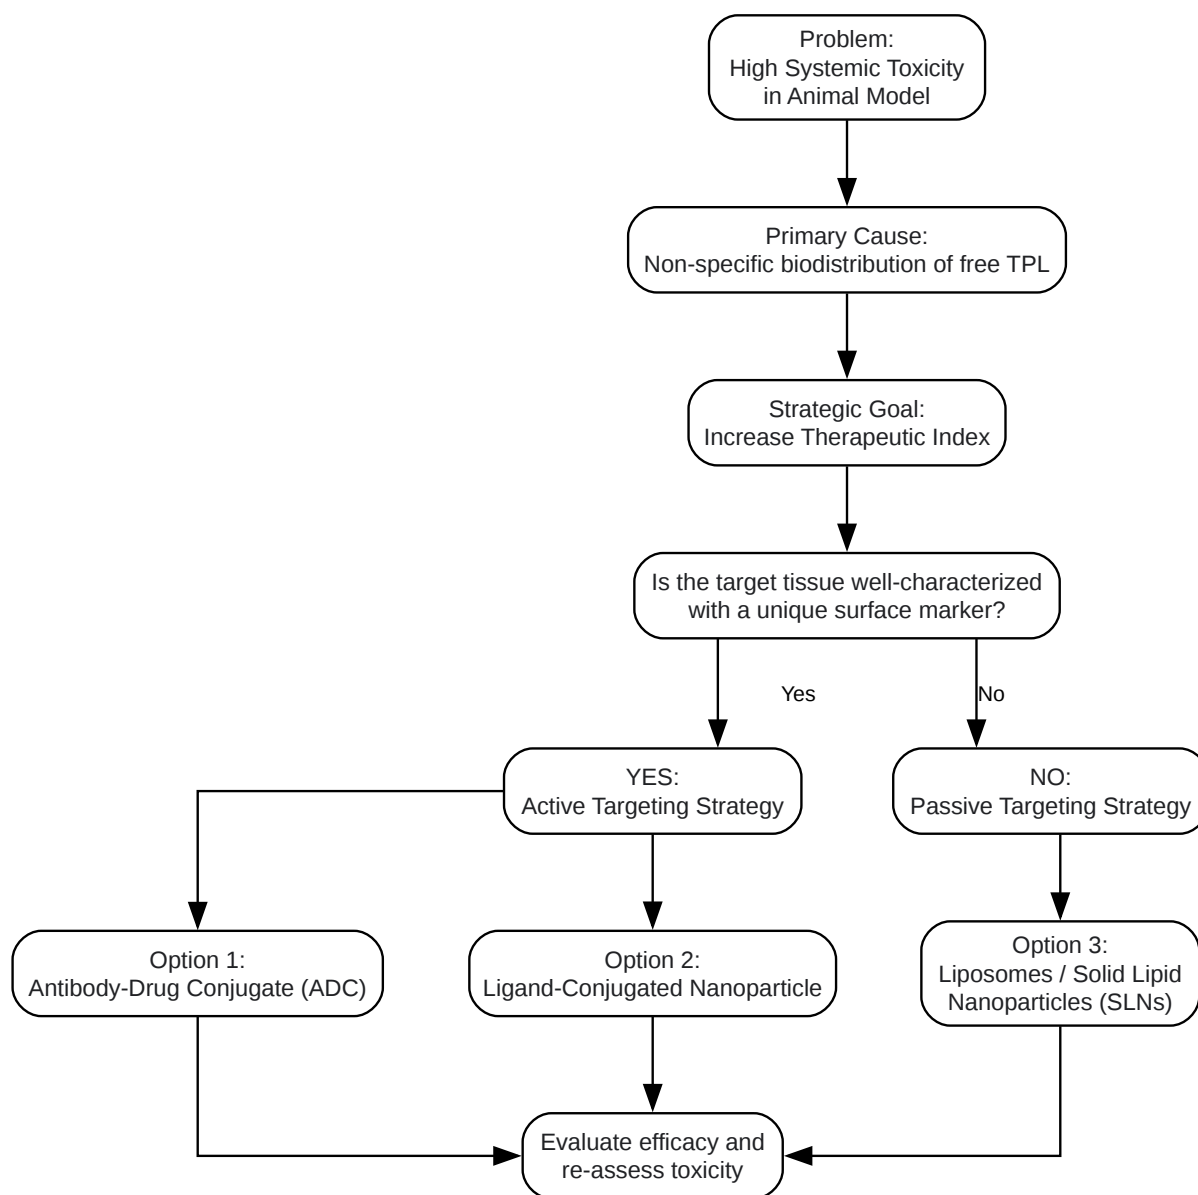 Problem:
High Systemic Toxicity
in Animal Model
Primary Cause:
Non-specific biodistribution of free TPL
Strategic Goal:
Increase Therapeutic Index
Is the target tissue well-characterized
with a unique surface marker?
Yes
No
YES:
Active Targeting Strategy
NO:
Passive Targeting Strategy
Option 1:
Antibody-Drug Conjugate (ADC)
Option 2:
Ligand-Conjugated Nanoparticle
Option 3:
Liposomes / Solid Lipid
Nanoparticles (SLNs)
Evaluate efficacy and
re-assess toxicity